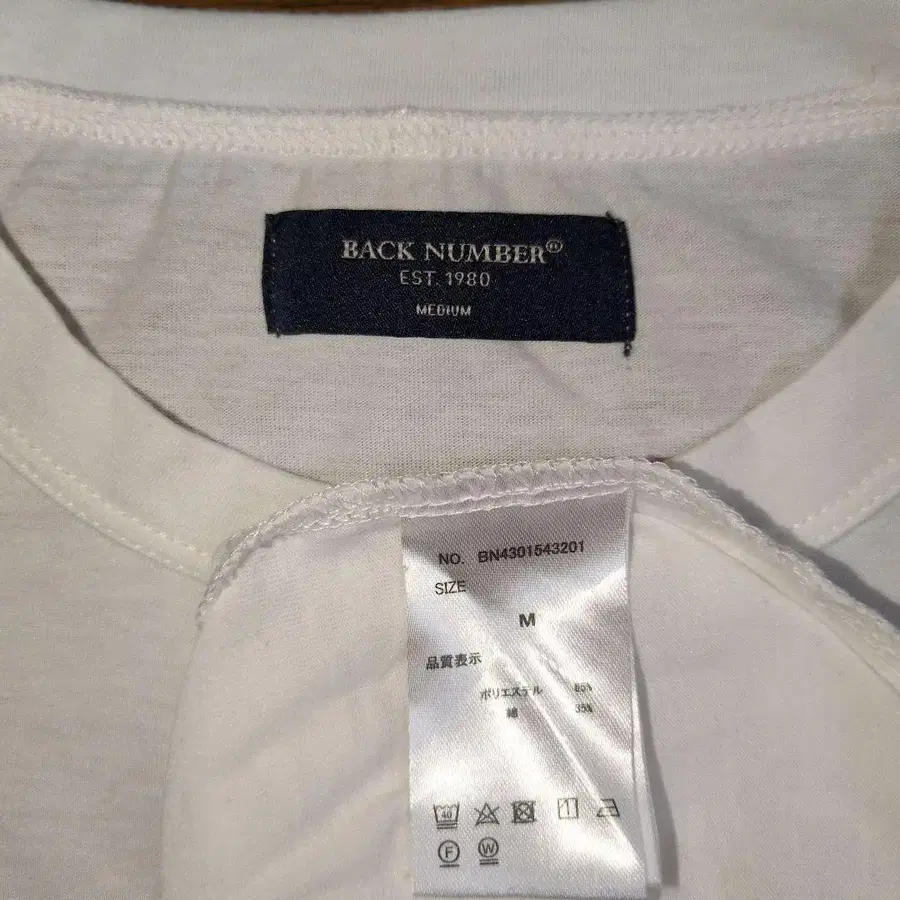 BACK NUMBER®
EST. 1980
MEDIUM
NO. BN4301543201
SIZE
M
品質表示
ポリエステル 65%
綿 35%
40
F W